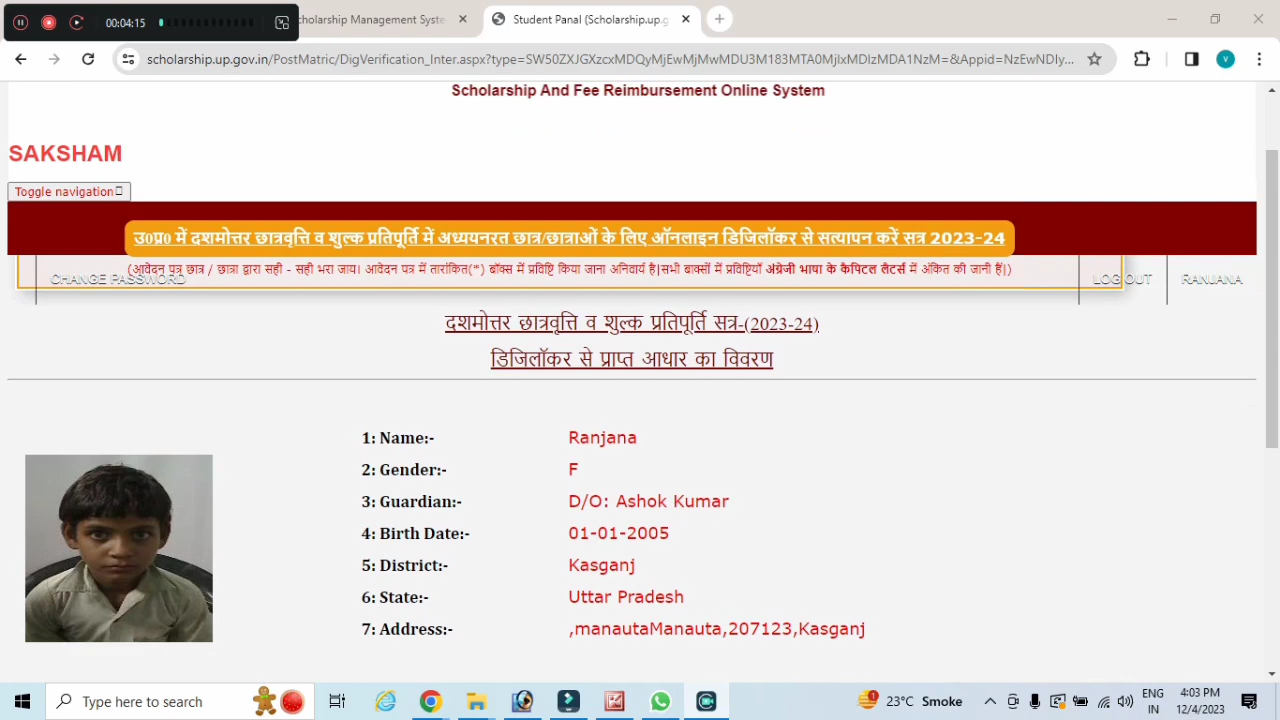 00:04:15
cholarship Management Syste
Student Panal (Scholarship.up.g
scholarship.up.gov.in/PostMatric/DigVerification_Inter.aspx?type=SW50ZXJGXzcxMDQyMjEwMjMwMDU3M183MTA0MjIxMDIzMDA1NzM=&Appid=NzEwNDIy...
V
Scholarship And Fee Reimbursement Online System
SAKSHAM
Toggle navigation
उ0प्र0 में दशमोत्तर छात्रवृत्ति व शुल्क प्रतिपूर्ति में अध्ययनरत छात्र/छात्राओं के लिए ऑनलाइन डिजिलॉकर से सत्यापन करें सत्र 2023-24
(आवेदन पत्र छात्र / छात्रा द्वारा सही - सही भरा जाय। आवेदन पत्र में तारांकित(*) बॉक्स में प्रविष्टि किया जाना अनिवार्य है|सभी बाक्सों में प्रविष्टियाँ अंग्रेजी भाषा के कैपिटल लैटर्स में अंकित की जानी हैं|)
CHANGE PASSWORD
LOG OUT
RANJANA
दशमोत्तर छात्रवृत्ति व शुल्क प्रतिपूर्ति सत्र-(2023-24)
डिजिलॉकर से प्राप्त आधार का विवरण
1: Name:- Ranjana
2: Gender:- F
3: Guardian:- D/O: Ashok Kumar
4: Birth Date:- 01-01-2005
5: District:- Kasganj
6: State:- Uttar Pradesh
7: Address:- ,manautaManauta,207123,Kasganj
Type here to search
1
23°C Smoke
ENG
IN
4:03 PM
12/4/2023